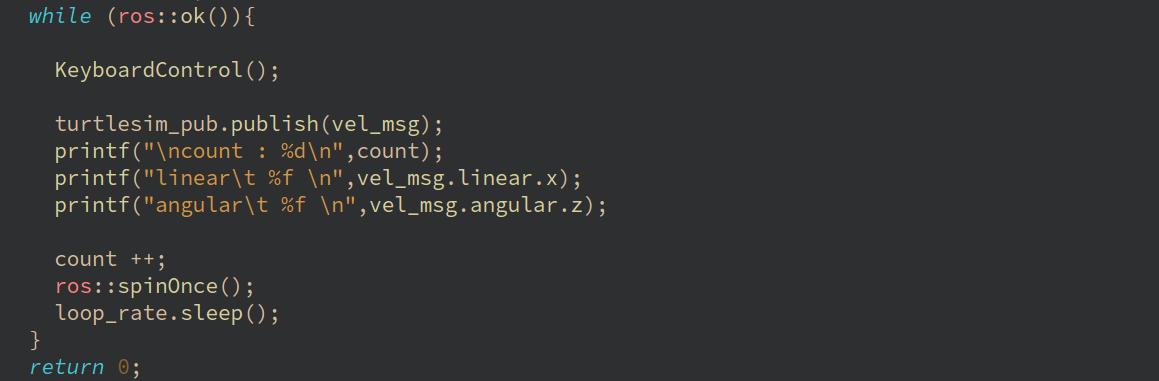 while (ros::ok()){
KeyboardControl();
turtlesim_pub.publish(vel_msg);
printf("\ncount : %d\n",count);
printf("linear\t %f \n",vel_msg.linear.x);
printf("angular\t %f \n",vel_msg.angular.z);
count ++;
ros::spinOnce();
loop_rate.sleep();
}
return 0;